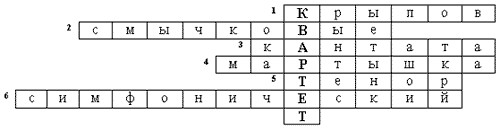 1 Крылов
2 смычкоВые
3 кАнтата
4 маРтышка
5 Тенор
6 симфоничЕский
Т